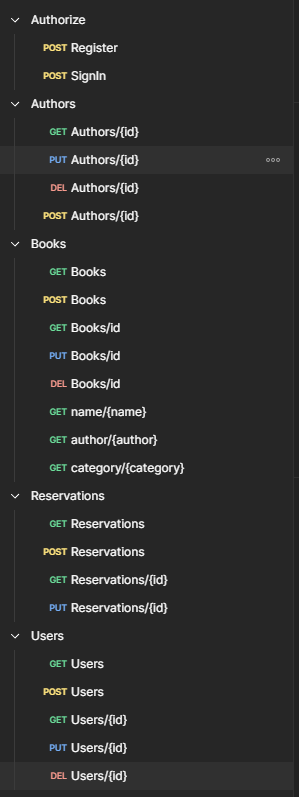 Authorize
POST Register
POST SignIn
Authors
GET Authors/{id}
PUT Authors/{id}
DEL Authors/{id}
POST Authors/{id}
Books
GET Books
POST Books
GET Books/id
PUT Books/id
DEL Books/id
GET name/{name}
GET author/{author}
GET category/{category}
Reservations
GET Reservations
POST Reservations
GET Reservations/{id}
PUT Reservations/{id}
Users
GET Users
POST Users
GET Users/{id}
PUT Users/{id}
DEL Users/{id}